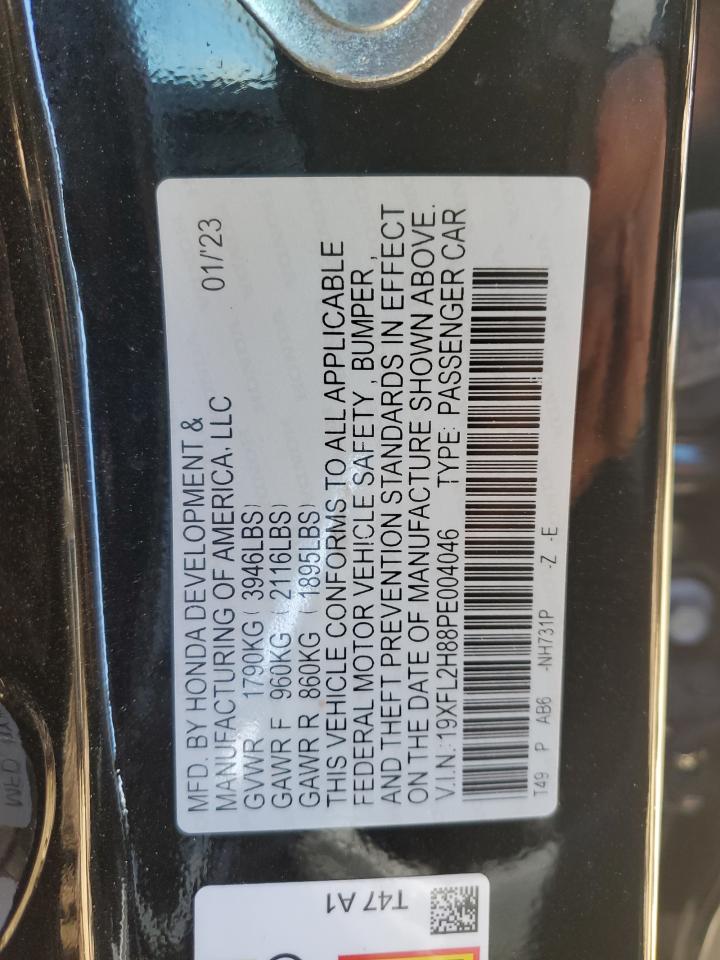 MFD. BY HONDA DEVELOPMENT &
MANUFACTURING OF AMERICA, LLC 01/'23
GVWR 1790KG ( 3946LBS)
GAWR F 960KG ( 2116LBS)
GAWR R 860KG ( 1895LBS)
THIS VEHICLE CONFORMS TO ALL APPLICABLE
FEDERAL MOTOR VEHICLE SAFETY , BUMPER ,
AND THEFT PREVENTION STANDARDS IN EFFECT
ON THE DATE OF MANUFACTURE SHOWN ABOVE.
V.I.N.: 19XFL2H88PE004046 TYPE: PASSENGER CAR
T49 P AB6 -NH731P -Z -E
T47 A1